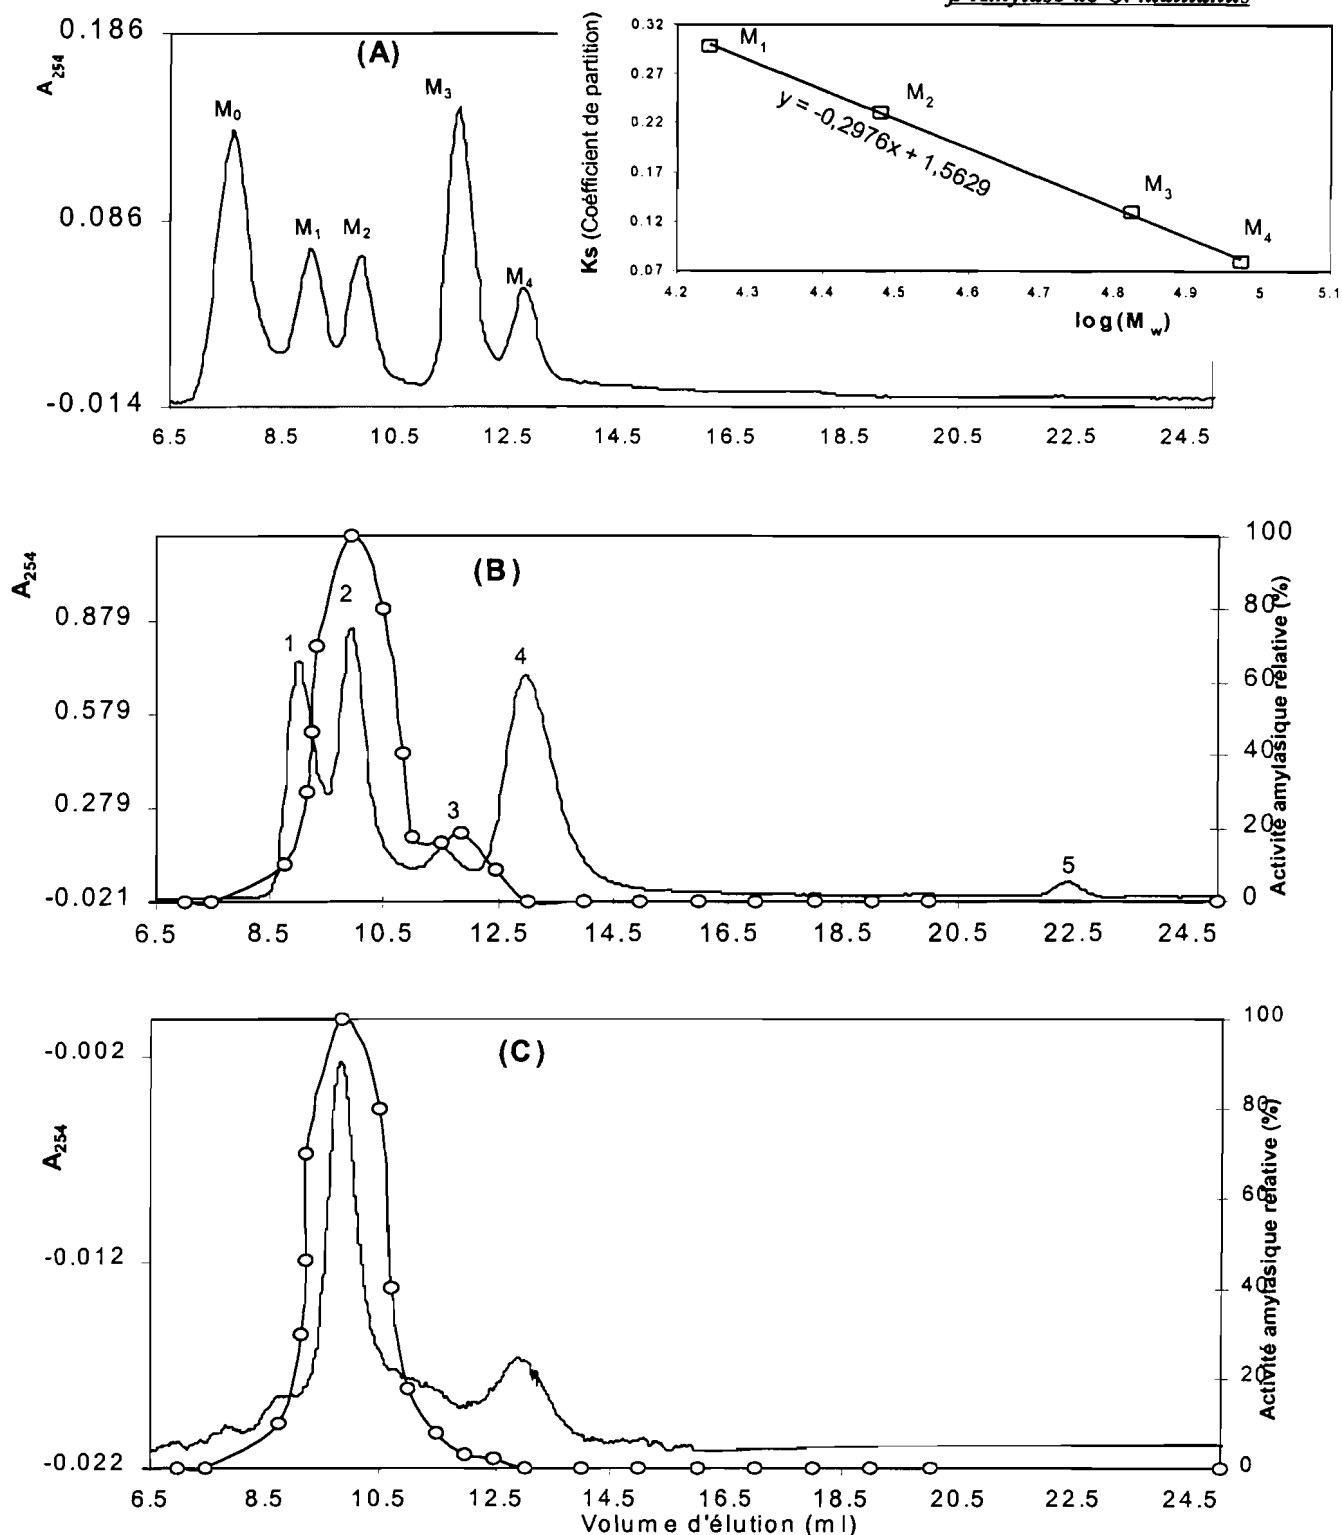 (A)
A254
0.186
0.086
-0.014
M0
M1
M2
M3
M4
6.5 8.5 10.5 12.5 14.5 16.5 18.5 20.5 22.5 24.5
Ks (Coéfficient de partition)
0.32
0.27
0.22
0.17
0.12
0.07
M1
M2
M3
M4
y = -0,2976x + 1,5629
4.2 4.3 4.4 4.5 4.6 4.7 4.8 4.9 5 5.1
log(Mw)
(B)
A254
0.879
0.579
0.279
-0.021
1
2
3
4
5
100
80
60
40
20
0
Activité amylasique rélative (%)
6.5 8.5 10.5 12.5 14.5 16.5 18.5 20.5 22.5 24.5
(C)
A254
-0.002
-0.012
-0.022
100
80
60
40
20
0
Activité amylasique rélative (%)
6.5 8.5 10.5 12.5 14.5 16.5 18.5 20.5 22.5 24.5
Volume d'élution (ml)